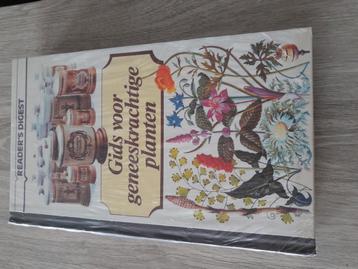 READER'S DIGEST
Gids voor
geneeskrachtige
planten